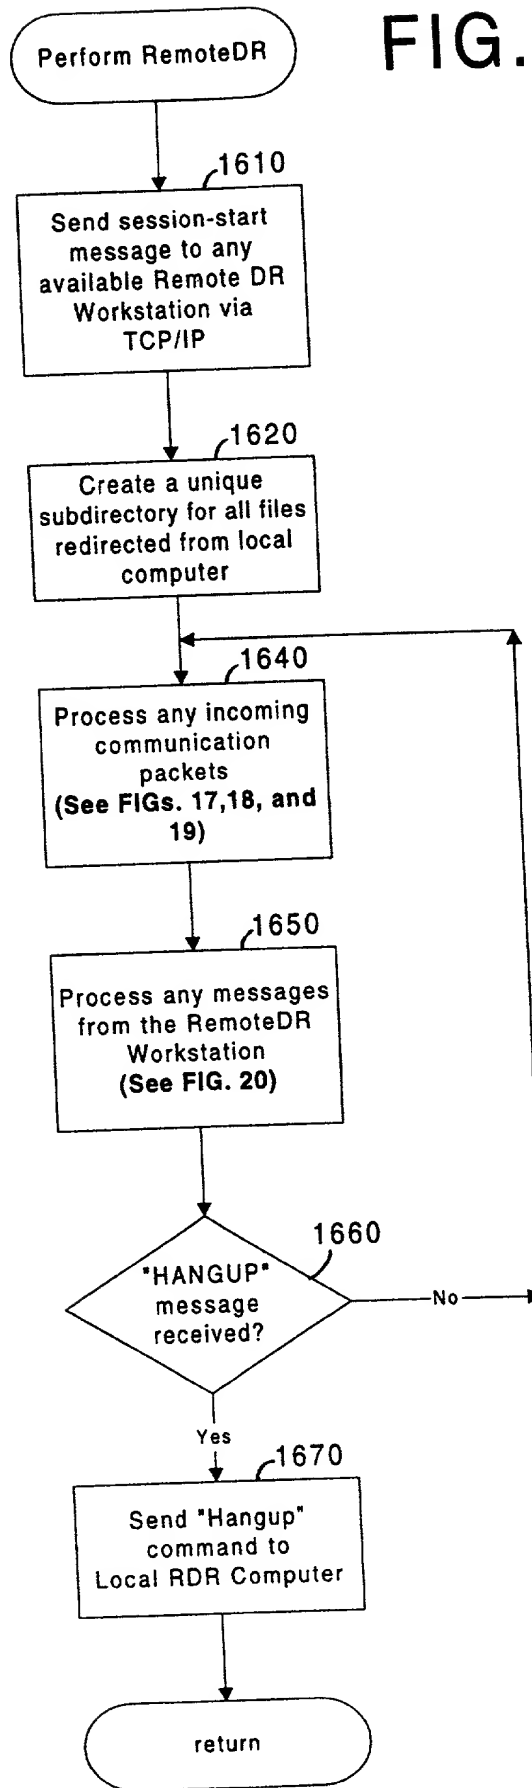 FIG.
Perform RemoteDR
1610
Send session-start
message to any
available Remote DR
Workstation via
TCP/IP
1620
Create a unique
subdirectory for all files
redirected from local
computer
1640
Process any incoming
communication
packets
(See FIGs. 17,18, and
19)
1650
Process any messages
from the RemoteDR
Workstation
(See FIG. 20)
1660
"HANGUP"
message
received?
No
Yes
1670
Send "Hangup"
command to
Local RDR Computer
return